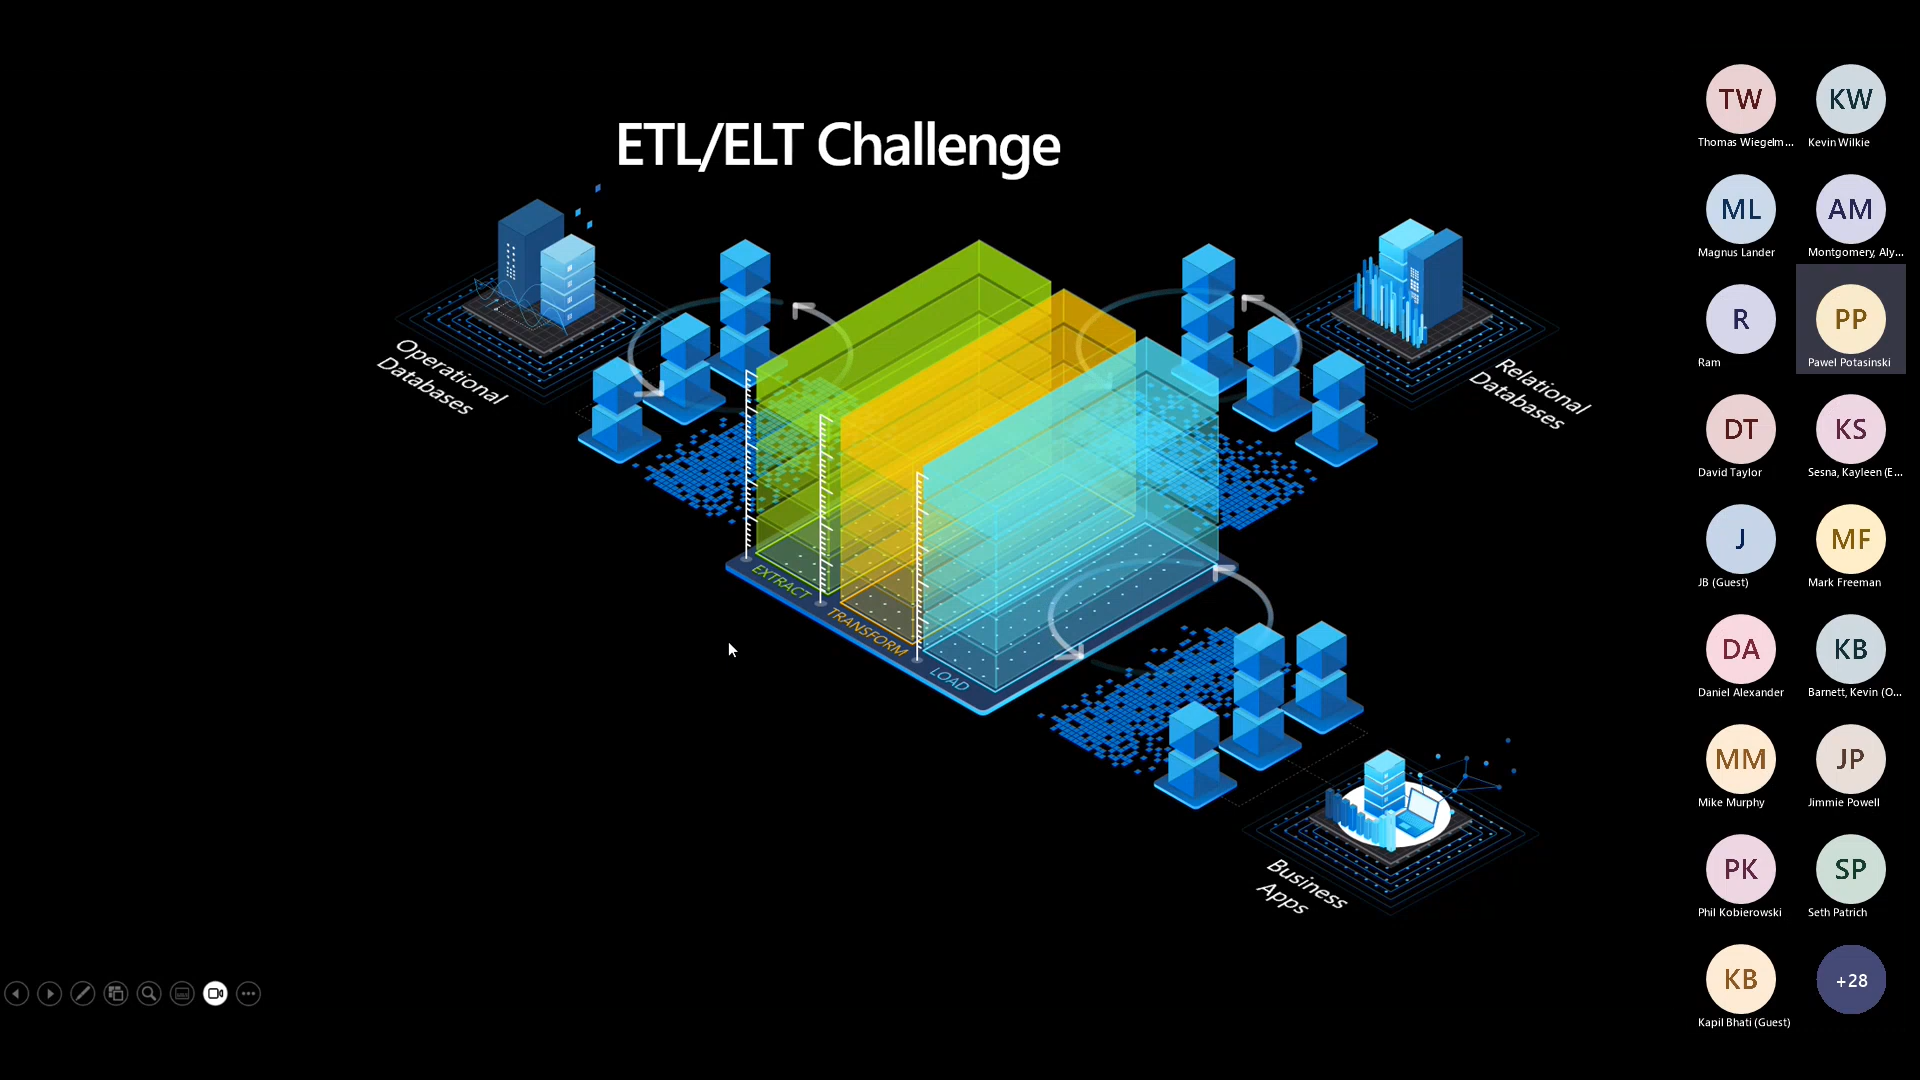 ETL/ELT Challenge
Operational
Databases
Relational
Databases
EXTRACT
TRANSFORM
LOAD
Business
Apps
TW
KW
Thomas Wiegelm...
Kevin Wilkie
ML
AM
Magnus Lander
Montgomery, Aly...
R
PP
Ram
Pawel Potasinski
DT
KS
David Taylor
Sesna, Kayleen (E...
J
MF
JB (Guest)
Mark Freeman
DA
KB
Daniel Alexander
Barnett, Kevin (O...
MM
JP
Mike Murphy
Jimmie Powell
PK
SP
Phil Kobierowski
Seth Patrich
KB
+28
Kapil Bhati (Guest)